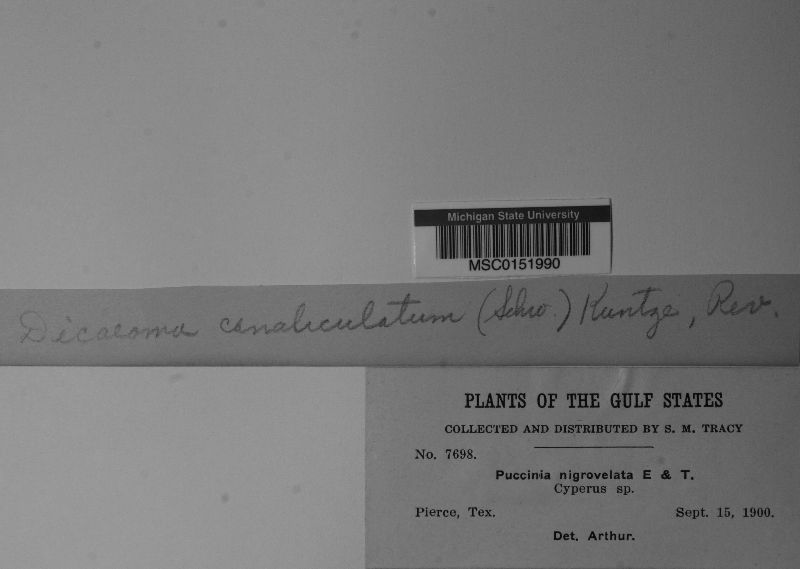 Michigan State University
MSC0151990
Dicaeoma canaliculatum (Schw.) Kuntze, Rev.
PLANTS OF THE GULF STATES
COLLECTED AND DISTRIBUTED BY S. M. TRACY
No. 7698.
Puccinia nigrovelata E & T.
Cyperus sp.
Pierce, Tex. Sept. 15, 1900.
Det. Arthur.